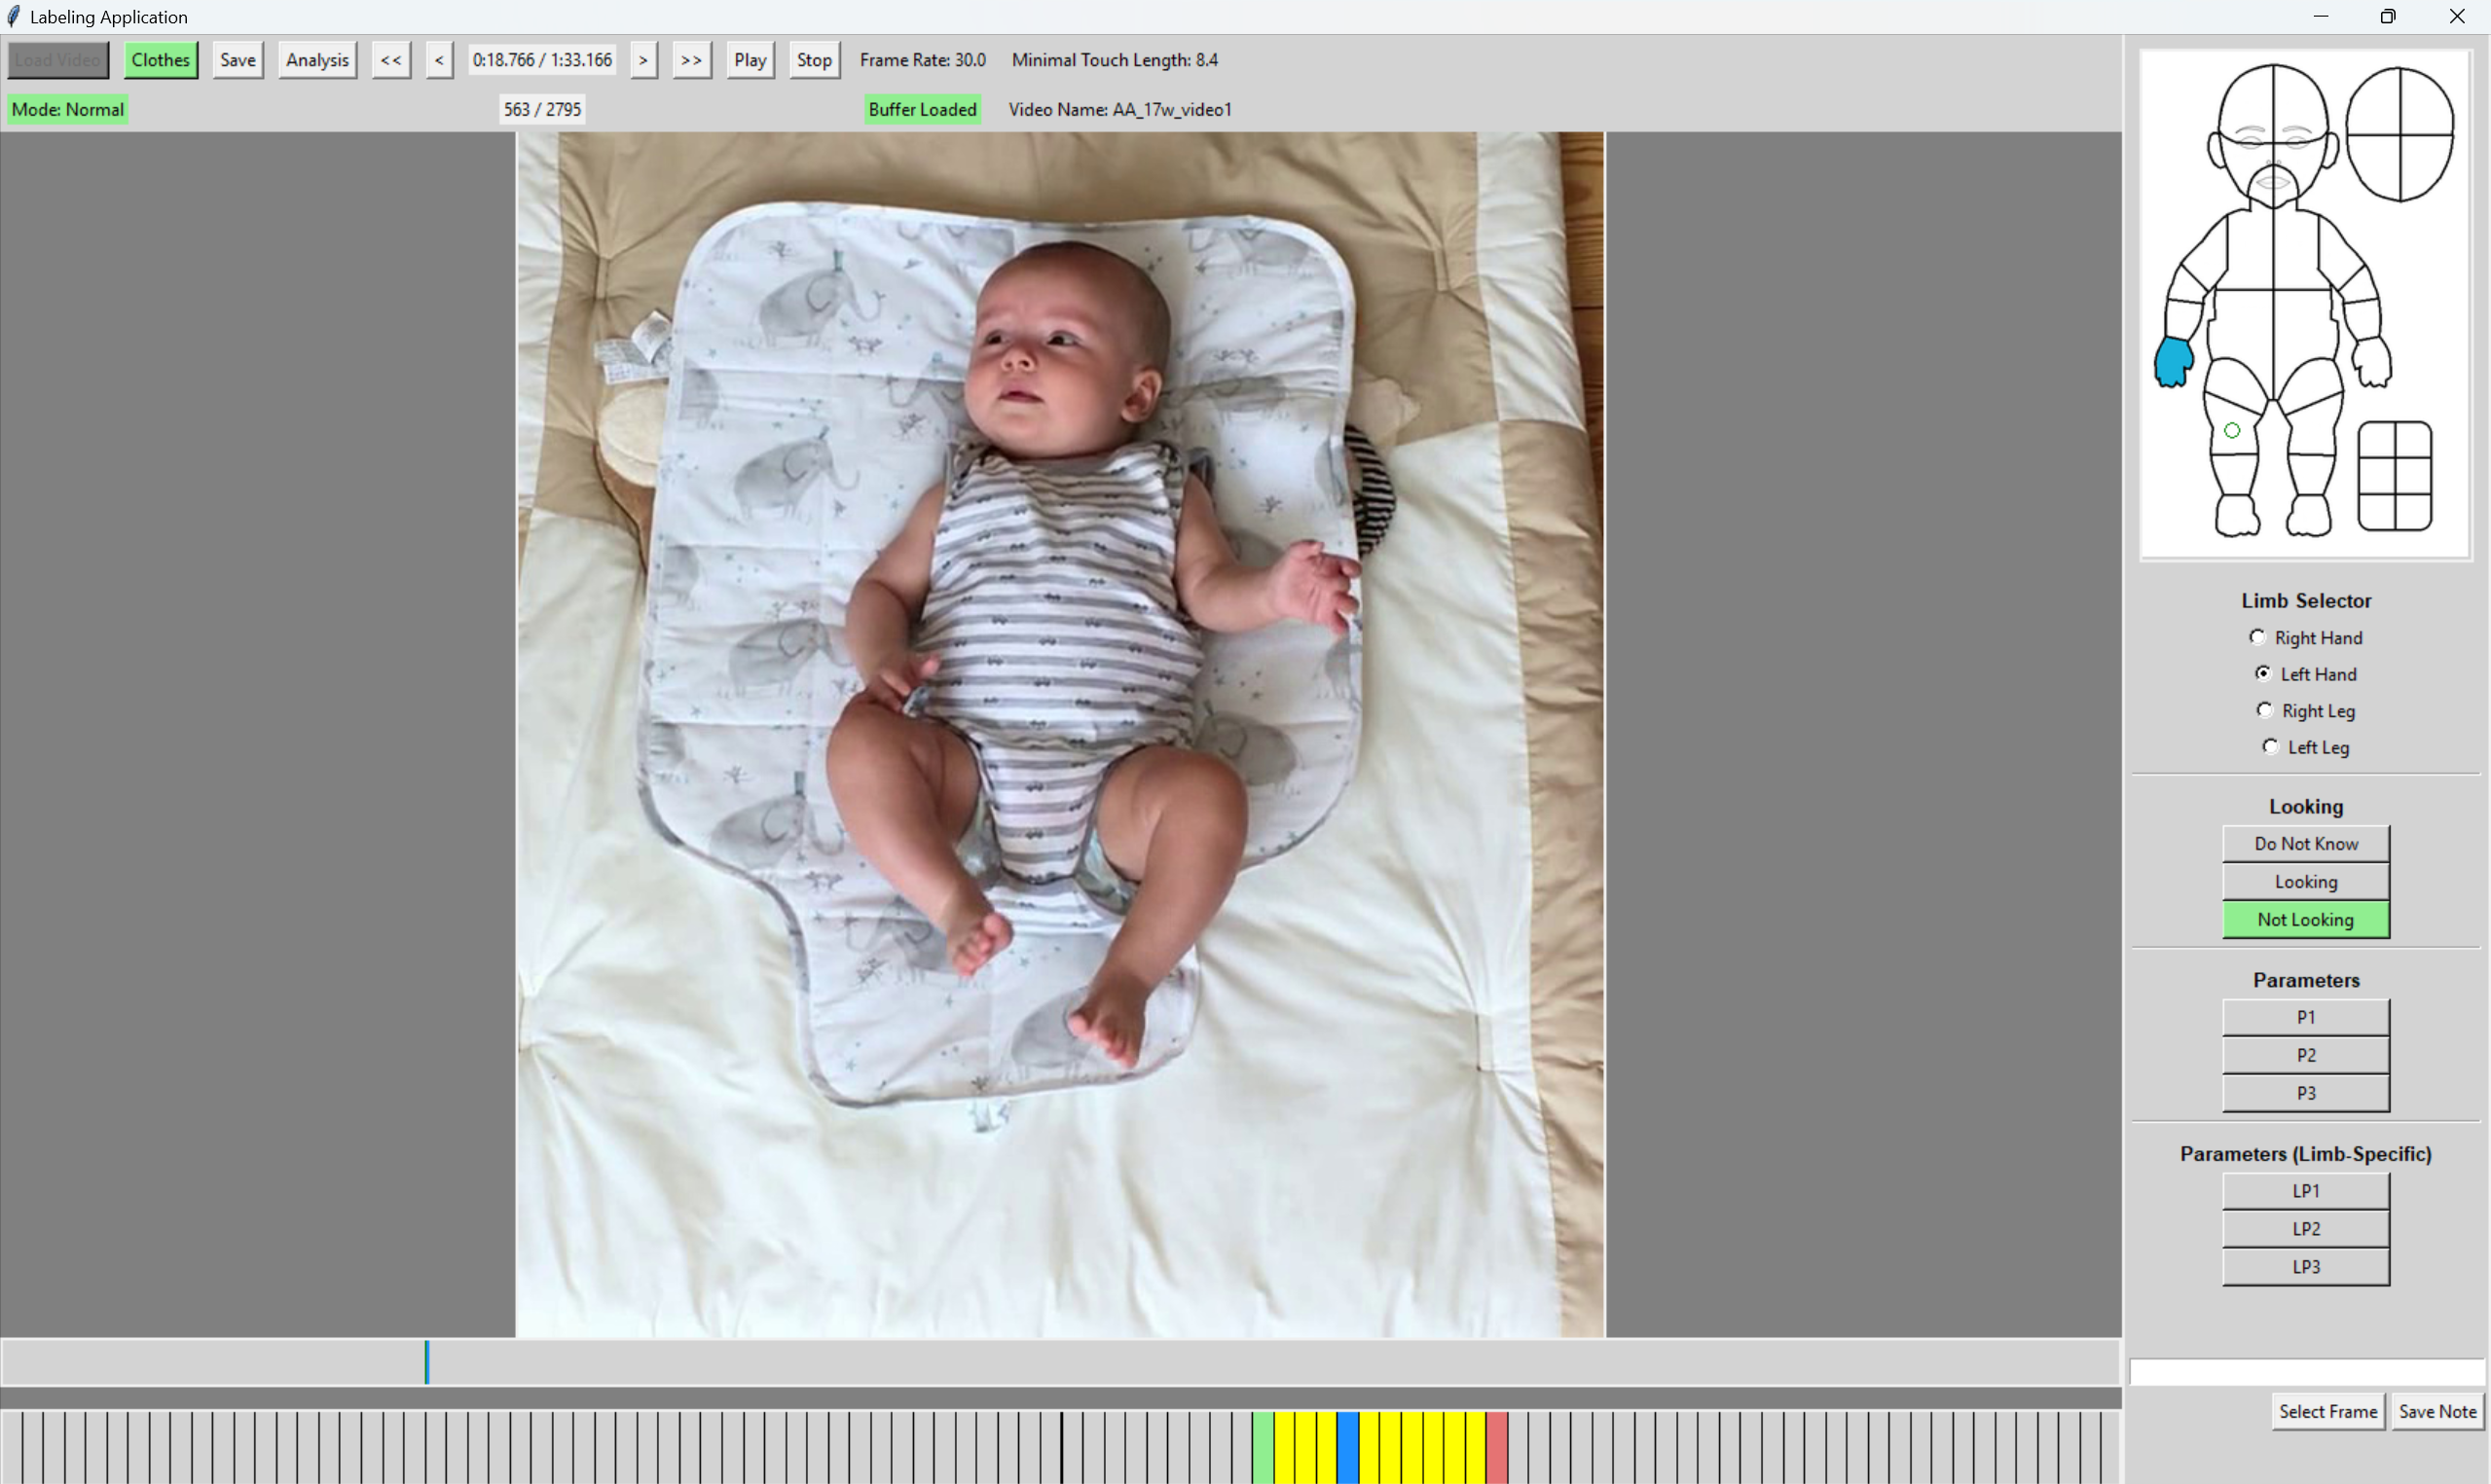 Labeling Application
Load Video Clothes Save Analysis << < 0:18.766 / 1:33.166 > >> Play Stop Frame Rate: 30.0 Minimal Touch Length: 8.4
Mode: Normal 563 / 2795 Buffer Loaded Video Name: AA_17w_video1
Limb Selector
Right Hand
Left Hand
Right Leg
Left Leg
Looking
Do Not Know
Looking
Not Looking
Parameters
P1
P2
P3
Parameters (Limb-Specific)
LP1
LP2
LP3
Select Frame Save Note